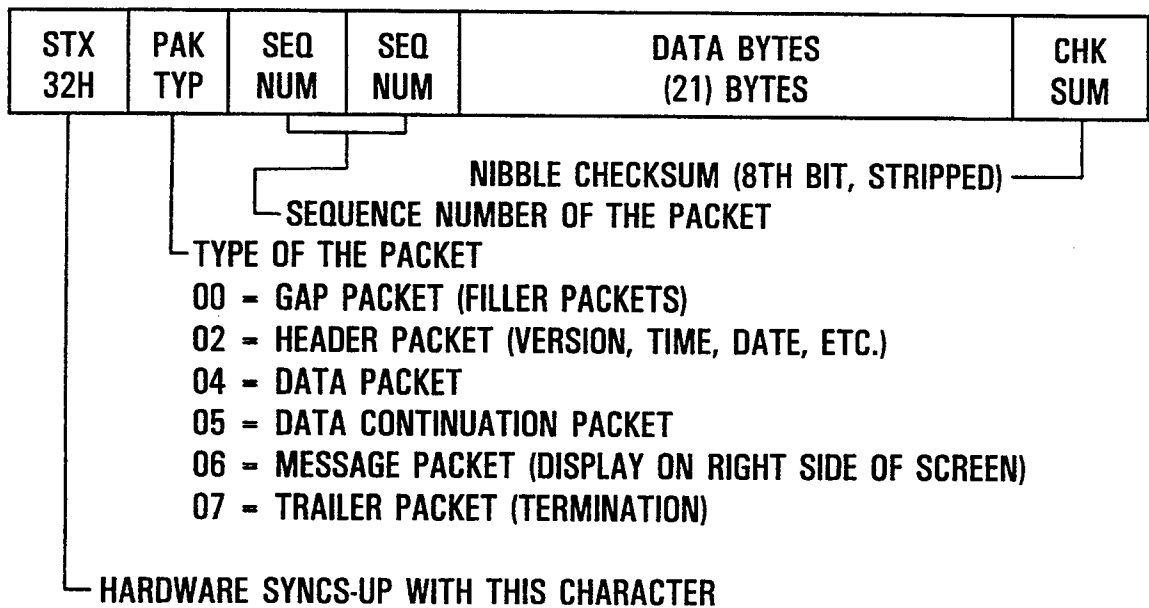 STX PAK SEQ SEQ DATA BYTES CHK
32H TYP NUM NUM (21) BYTES SUM
NIBBLE CHECKSUM (8TH BIT, STRIPPED)
SEQUENCE NUMBER OF THE PACKET
TYPE OF THE PACKET
00 = GAP PACKET (FILLER PACKETS)
02 = HEADER PACKET (VERSION, TIME, DATE, ETC.)
04 = DATA PACKET
05 = DATA CONTINUATION PACKET
06 = MESSAGE PACKET (DISPLAY ON RIGHT SIDE OF SCREEN)
07 = TRAILER PACKET (TERMINATION)
HARDWARE SYNCS-UP WITH THIS CHARACTER